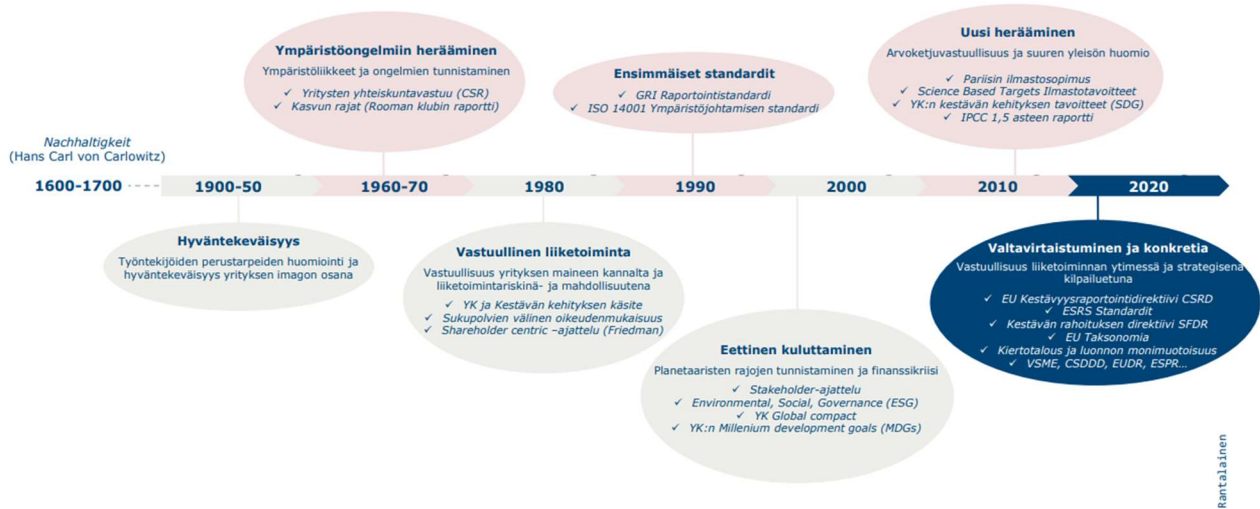 Ympäristöongelmiin herääminen
Ympäristöliikkeet ja ongelmien tunnistaminen
✓ Yritysten yhteiskuntavastuu (CSR)
✓ Kasvun rajat (Rooman klubin raportti)
Ensimmäiset standardit
✓ GRI Raportointistandardi
✓ ISO 14001 Ympäristöjohtamisen standardi
Uusi herääminen
Arvoketjuvastuullisuus ja suuren yleisön huomio
✓ Pariisin ilmastosopimus
✓ Science Based Targets Ilmastotavoitteet
✓ YK:n kestävän kehityksen tavoitteet (SDG)
✓ IPCC 1,5 asteen raportti
Nachhaltigkeit
(Hans Carl von Carlowitz)
1600-1700
1900-50
1960-70
1980
1990
2000
2010
2020
Hyväntekeväisyys
Työntekijöiden perustarpeiden huomiointi ja
hyväntekeväisyys yrityksen imagon osana
Vastuullinen liiketoiminta
Vastuullisuus yrityksen maineen kannalta ja
liiketoimintariskinä- ja mahdollisuutena
✓ YK ja Kestävän kehityksen käsite
✓ Sukupolvien välinen oikeudenmukaisuus
✓ Shareholder centric –ajattelu (Friedman)
Eettinen kuluttaminen
Planetaaristen rajojen tunnistaminen ja finanssikriisi
✓ Stakeholder-ajattelu
✓ Environmental, Social, Governance (ESG)
✓ YK Global compact
✓ YK:n Millenium development goals (MDGs)
Valtavirtaistuminen ja konkretia
Vastuullisuus liiketoiminnan ytimessä ja strategisena
kilpailuetuna
✓ EU Kestävyysraportointidirektiivi CSRD
✓ ESRS Standardit
✓ Kestävän rahoituksen direktiivi SFDR
✓ EU Taksonomia
✓ Kiertotalous ja luonnon monimuotoisuus
✓ VSME, CSDDD, EUDR, ESPR…
Rantalainen